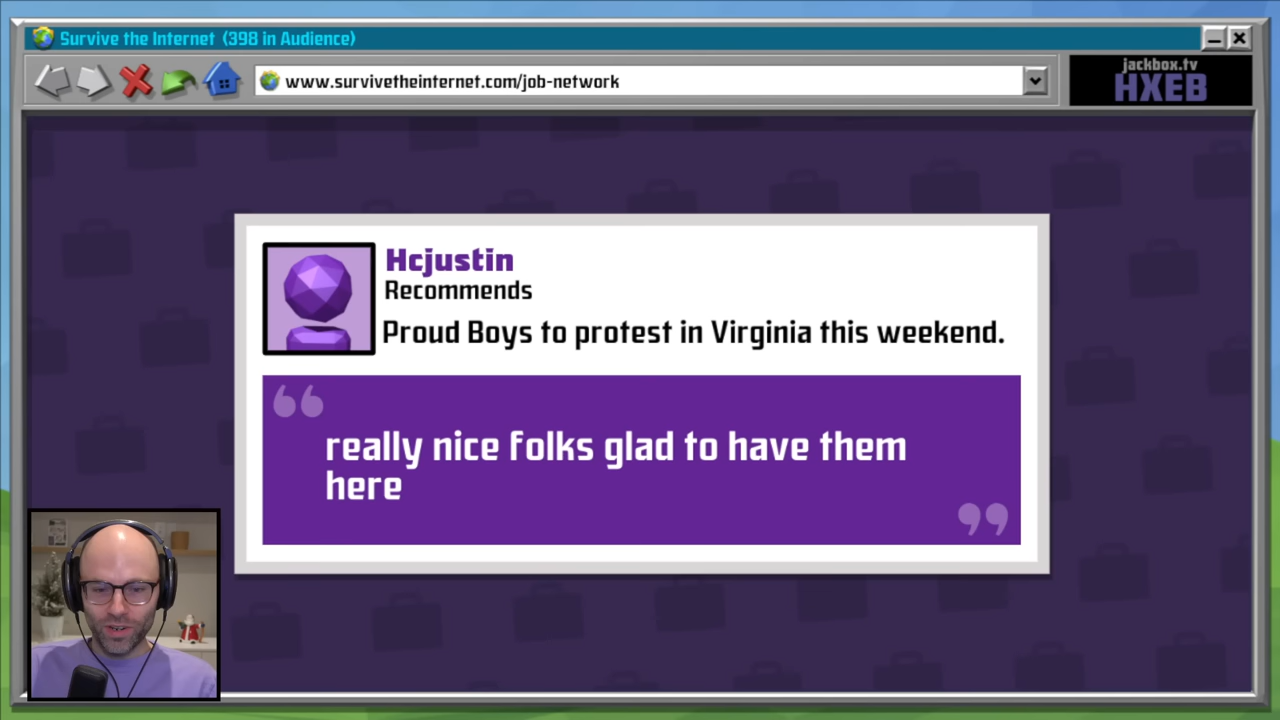 Survive the Internet (398 in Audience)
www.survivetheinternet.com/job-network
jackbox.tv
HXEB
Hcjustin
Recommends
Proud Boys to protest in Virginia this weekend.
“
really nice folks glad to have them
here
”